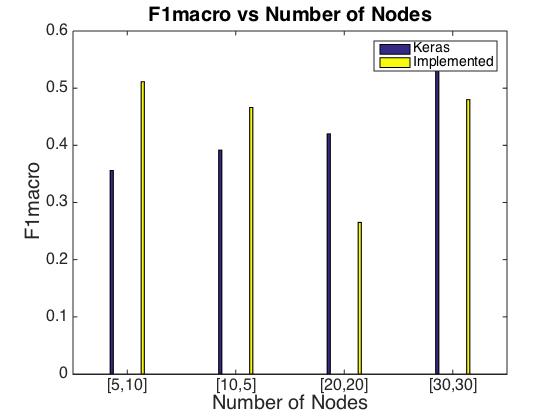 F1macro vs Number of Nodes
Keras
Implemented
F1macro
0.6
0.5
0.4
0.3
0.2
0.1
0
[5,10]
[10,5]
[20,20]
[30,30]
Number of Nodes